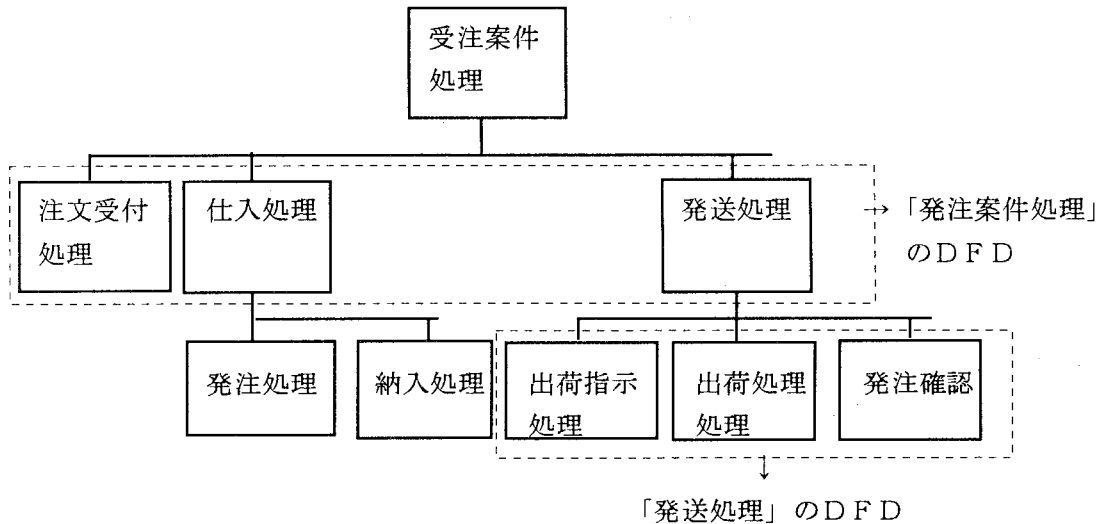 受注案件
処理
注文受付
処理
仕入処理
発送処理
→「発注案件処理」
のDFD
発注処理
納入処理
出荷指示
処理
出荷処理
処理
発注確認
↓
「発送処理」のDFD